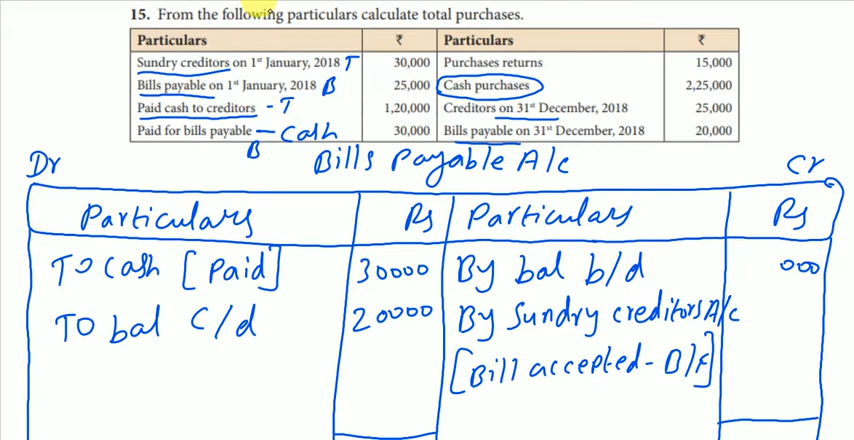 15. From the following particulars calculate total purchases.
Particulars ₹ Particulars ₹
Sundry creditors on 1st January, 2018 T 30,000 Purchases returns 15,000
Bills payable on 1st January, 2018 B 25,000 Cash purchases 2,25,000
Paid cash to creditors - T 1,20,000 Creditors on 31st December, 2018 25,000
Paid for bills payable - Cash 30,000 Bills payable on 31st December, 2018 20,000
B
Dr Bills Payable A/c Cr
Particulars Rs Particulars Rs
To Cash [Paid] 30000 By bal b/d 000
To bal C/d 20000 By Sundry creditors A/c
[Bill accepted - B/F]